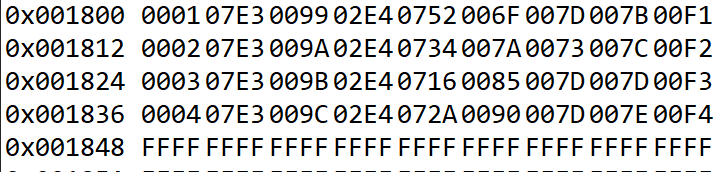 0x001800 0001 07E3 0099 02E4 0752 006F 007D 007B 00F1
0x001812 0002 07E3 009A 02E4 0734 007A 0073 007C 00F2
0x001824 0003 07E3 009B 02E4 0716 0085 007D 007D 00F3
0x001836 0004 07E3 009C 02E4 072A 0090 007D 007E 00F4
0x001848 FFFF FFFF FFFF FFFF FFFF FFFF FFFF FFFF FFFF